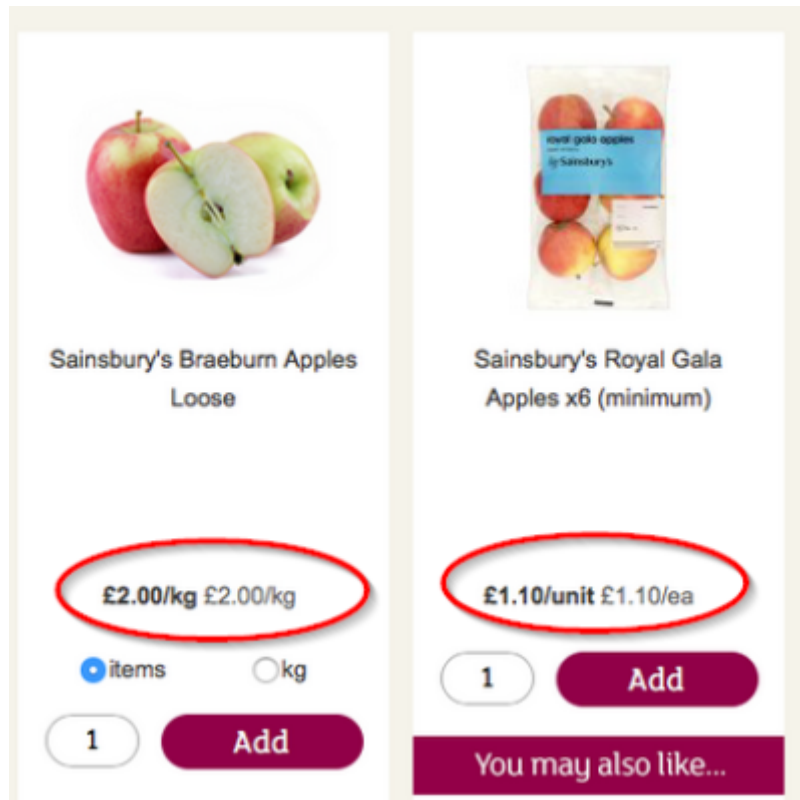 royal gala apples
by Sainsbury's
Sainsbury's Braeburn Apples
Loose
£2.00/kg £2.00/kg
items kg
1 Add
Sainsbury's Royal Gala
Apples x6 (minimum)
£1.10/unit £1.10/ea
1 Add
You may also like...